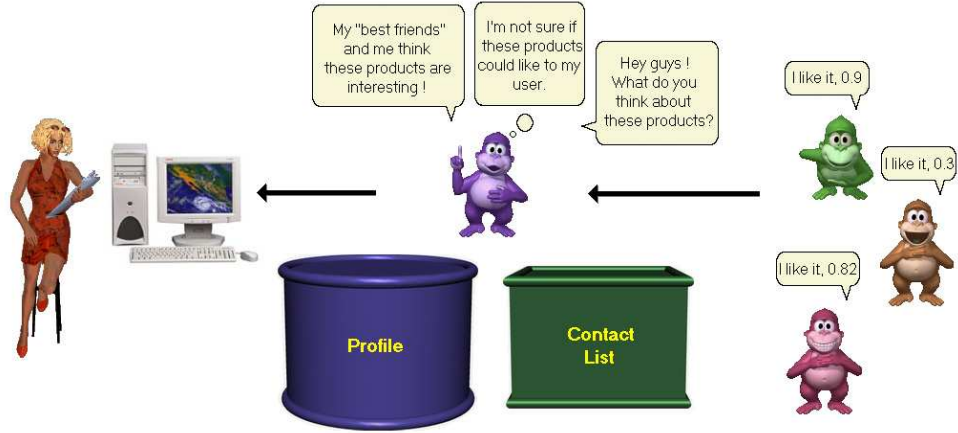 My "best friends"
and me think
these products are
interesting !
I'm not sure if
these products
could like to my
user.
Hey guys !
What do you
think about
these products?
I like it, 0.9
I like it, 0.3
I like it, 0.82
Profile
Contact
List